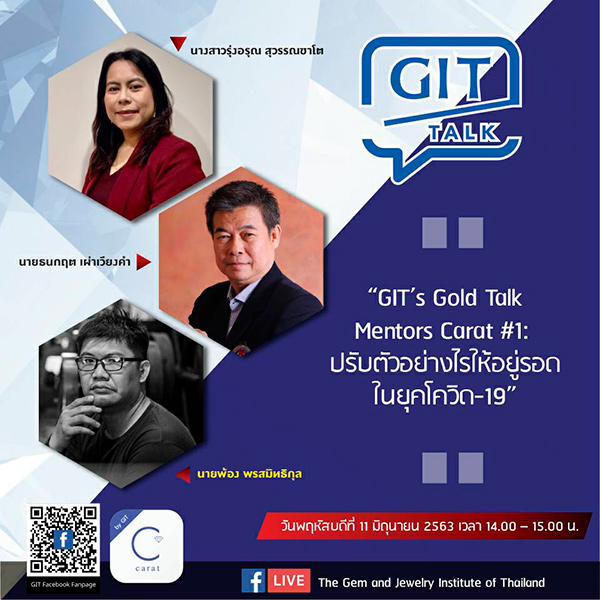 นางสาวรุ่งอรุณ สุวรรณชาโต
GIT
TALK
นายธนกฤต เผ่าเวียงคำ
“GIT’s Gold Talk
Mentors Carat #1:
ปรับตัวอย่างไรให้อยู่รอด
ในยุคโควิด-19”
นายพ้อง พรสมิทธิกุล
วันพฤหัสบดีที่ 11 มิถุนายน 2563 เวลา 14.00 – 15.00 น.
by GIT
C
carat
GIT Facebook Fanpage
f LIVE The Gem and Jewelry Institute of Thailand